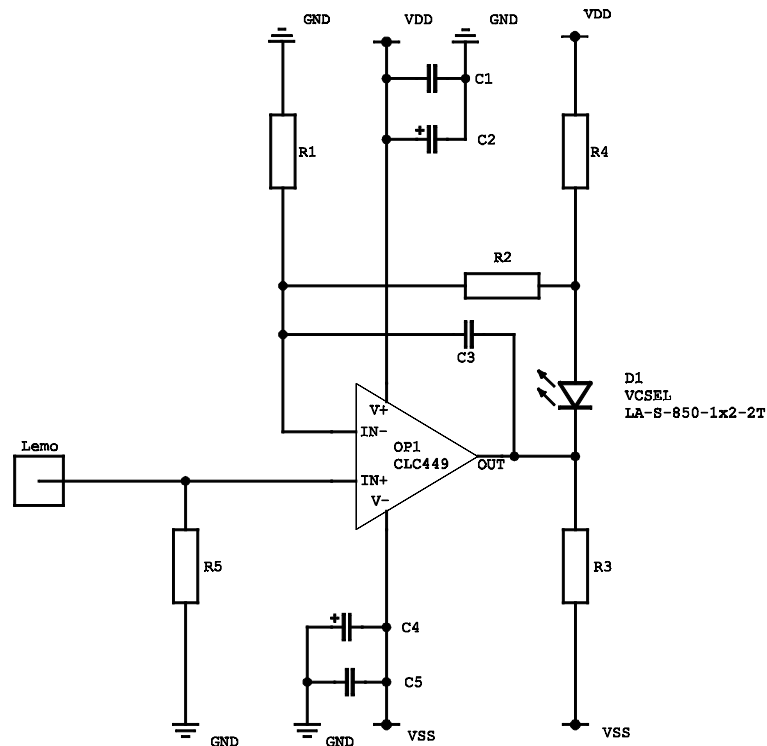 GND
VDD
GND
VDD
C1
+
C2
R1
R4
R2
C3
D1
VCSEL
LA-S-850-1x2-2T
V+
IN-
OP1
CLC449
Lemo
OUT
IN+
V-
R5
R3
+
C4
C5
GND
GND
VSS
VSS